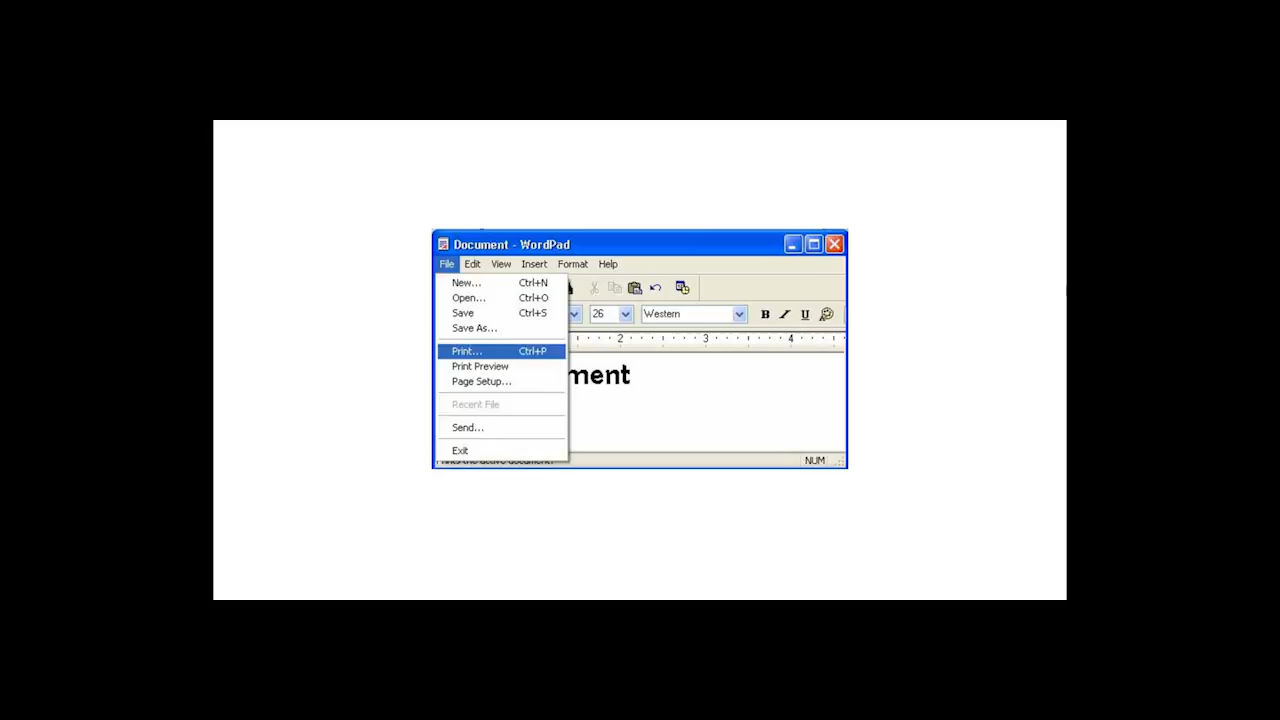 Document - WordPad
File Edit View Insert Format Help
New... Ctrl+N
Open... Ctrl+O
Save Ctrl+S
Save As...
26 Western B I U
2 3 4
Print... Ctrl+P
Print Preview
ment
Page Setup...
Recent File
Send...
Exit
NUM